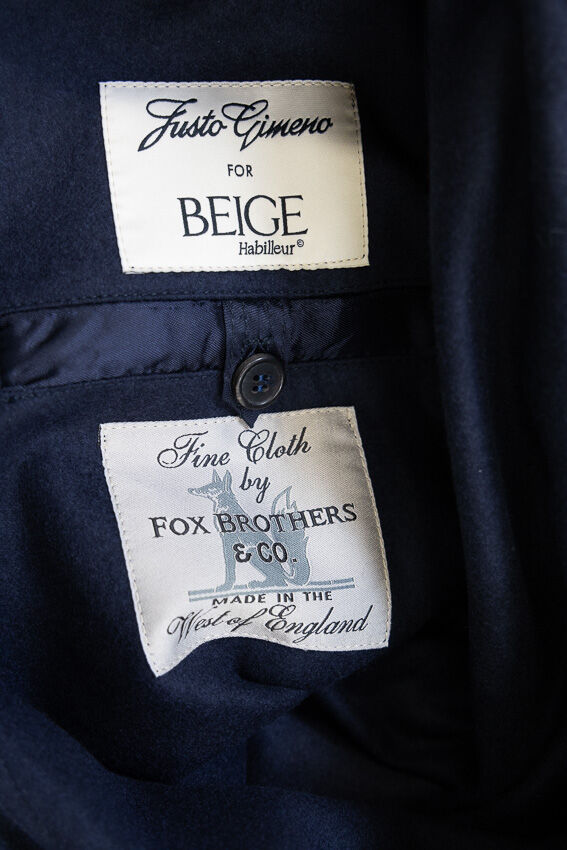 Justo Gimeno
FOR
BEIGE
Habilleur©
Fine Cloth
by
FOX BROTHERS
& CO.
MADE IN THE
West of England